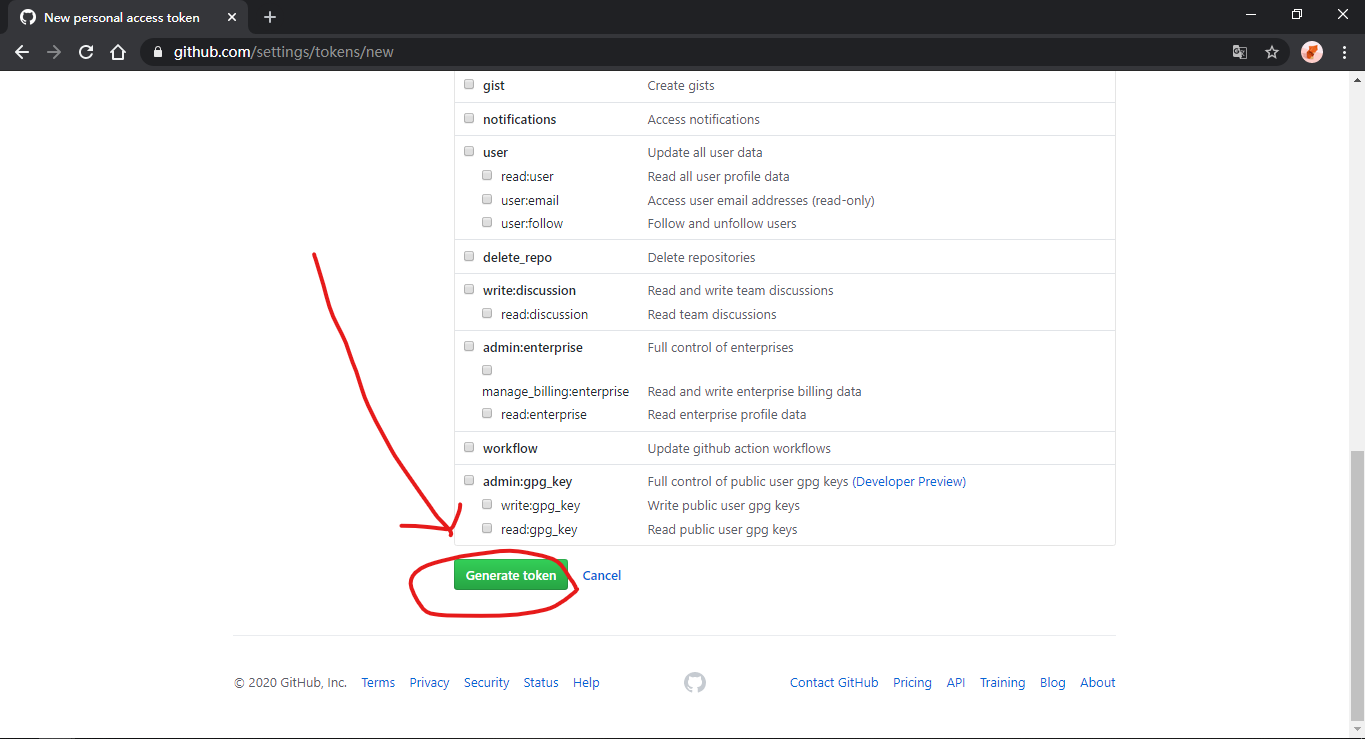 New personal access token
github.com/settings/tokens/new
gist Create gists
notifications Access notifications
user Update all user data
read:user Read all user profile data
user:email Access user email addresses (read-only)
user:follow Follow and unfollow users
delete_repo Delete repositories
write:discussion Read and write team discussions
read:discussion Read team discussions
admin:enterprise Full control of enterprises
manage_billing:enterprise Read and write enterprise billing data
read:enterprise Read enterprise profile data
workflow Update github action workflows
admin:gpg_key Full control of public user gpg keys (Developer Preview)
write:gpg_key Write public user gpg keys
read:gpg_key Read public user gpg keys
Generate token Cancel
© 2020 GitHub, Inc. Terms Privacy Security Status Help Contact GitHub Pricing API Training Blog About